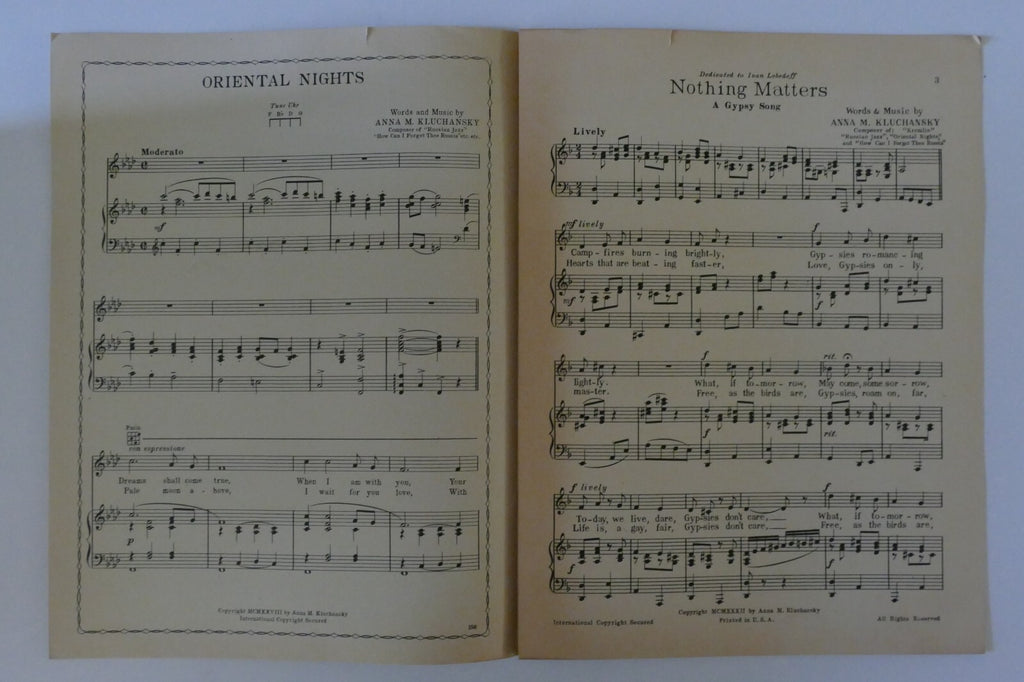 ORIENTAL NIGHTS
Tune Uke
Words and Music by
ANNA M. KLUCHANSKY
Composer of "Russian Jazz"
"How Can I Forget Thee Russia" etc. etc.
Moderato
mf
Fmin
con espressione
Dreams shall come true, When I am with you, Your
Pale moon a - bove, I wait for you love, With
p
Copyright MCMXXVIII by Anna M. Kluchansky
International Copyright Secured
Dedicated to Ivan Lebedeff
3
Nothing Matters
A Gypsy Song
Words & Music by
ANNA M. KLUCHANSKY
Composer of: "Kremlin"
"Russian Jazz", "Oriental Nights",
and "How Can I Forget Thee Russia"
Lively
mf lively
f
Camp - fires burn - ing bright - ly, Gyp - sies ro - manc - ing
Hearts that are beat - ing fast - er, Love, Gyp - sies on - ly,
mf
f
f rit.
light - ly. What, if to - mor - row, May come, some sor - row,
mas - ter. Free, as the birds are, Gyp - sies, roam on, far,
f rit.
f lively
f
To - day, we live, dare, Gyp - sies don't care, What, if to - mor - row,
Life is, a gay, fair, Gyp - sies don't care, Free, as the birds are,
f
f
Copyright MCMXXXII by Anna M. Kluchansky
International Copyright Secured Printed in U. S. A. All Rights Reserved